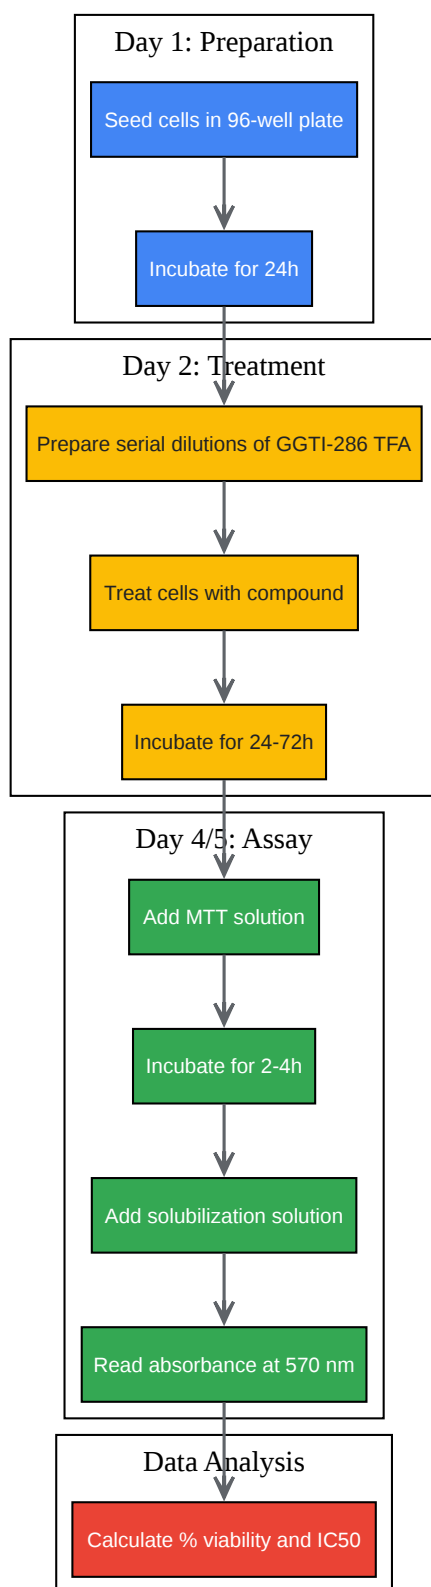 Day 1: Preparation
Seed cells in 96-well plate
Incubate for 24h
Day 2: Treatment
Prepare serial dilutions of GGTI-286 TFA
Treat cells with compound
Incubate for 24-72h
Day 4/5: Assay
Add MTT solution
Incubate for 2-4h
Add solubilization solution
Read absorbance at 570 nm
Data Analysis
Calculate % viability and IC50